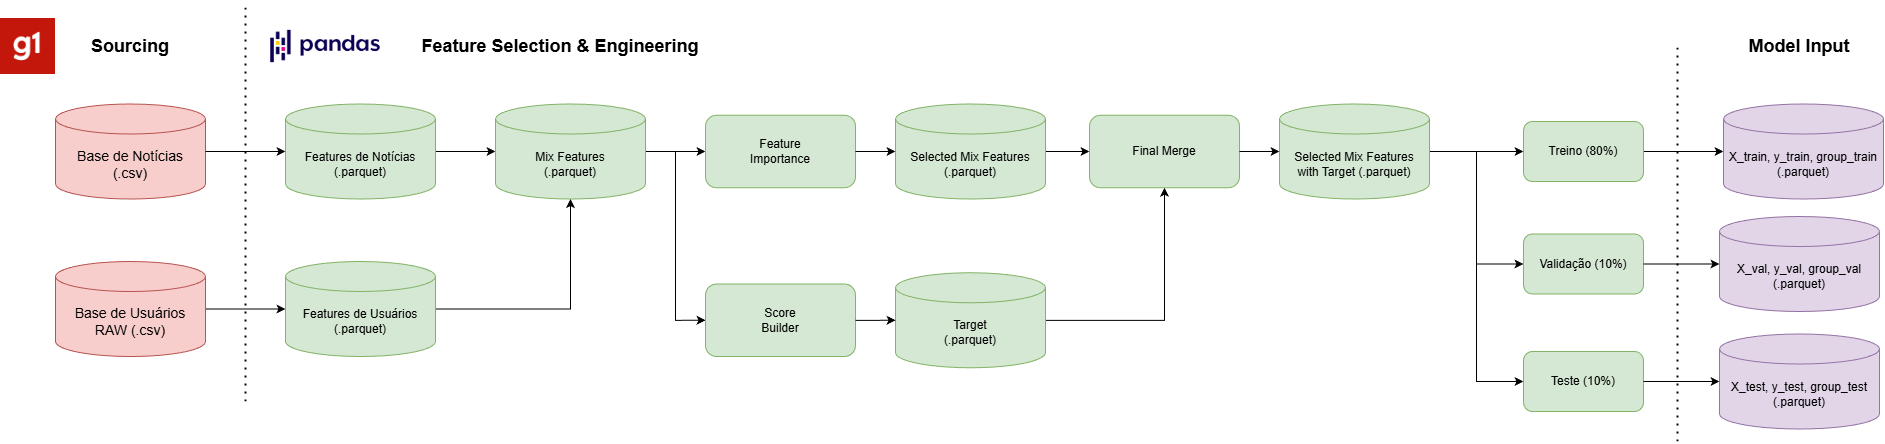 g1
Sourcing
pandas
Feature Selection & Engineering
Model Input
Base de Notícias
(.csv)
Features de Notícias
(.parquet)
Mix Features
(.parquet)
Feature
Importance
Selected Mix Features
(.parquet)
Final Merge
Selected Mix Features
with Target (.parquet)
Treino (80%)
X_train, y_train, group_train
(.parquet)
Validação (10%)
X_val, y_val, group_val
(.parquet)
Base de Usuários
RAW (.csv)
Features de Usuários
(.parquet)
Score
Builder
Target
(.parquet)
Teste (10%)
X_test, y_test, group_test
(.parquet)